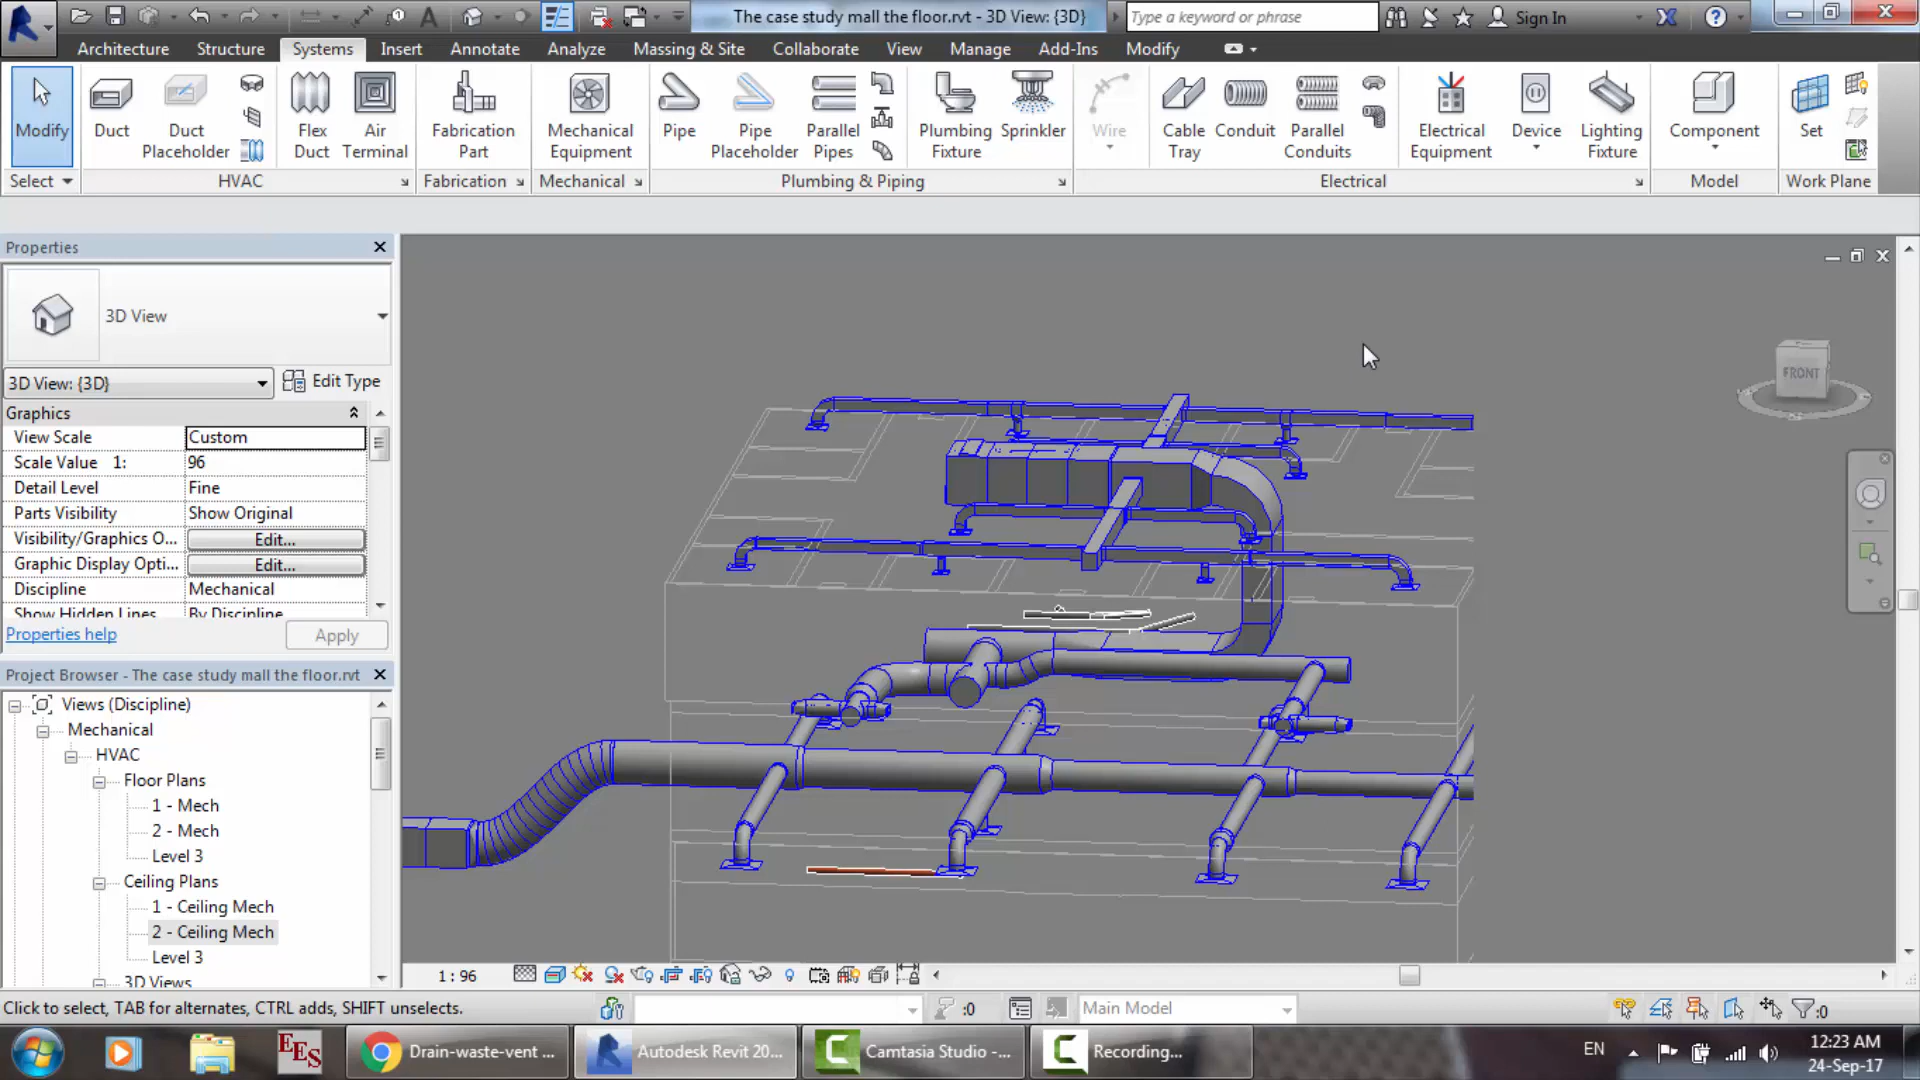 The case study mall the floor.rvt - 3D View: {3D}
Type a keyword or phrase
Sign In
Architecture Structure Systems Insert Annotate Analyze Massing & Site Collaborate View Manage Add-Ins Modify
Modify
Duct
Duct Placeholder
Flex Duct
Air Terminal
Fabrication Part
Mechanical Equipment
Pipe
Pipe Placeholder
Parallel Pipes
Plumbing Fixture
Sprinkler
Wire
Cable Tray
Conduit
Parallel Conduits
Electrical Equipment
Device
Lighting Fixture
Component
Set
Select HVAC Fabrication Mechanical Plumbing & Piping Electrical Model Work Plane
Properties
3D View
3D View: {3D}
Edit Type
Graphics
View Scale Custom
Scale Value 1: 96
Detail Level Fine
Parts Visibility Show Original
Visibility/Graphics O... Edit...
Graphic Display Opti... Edit...
Discipline Mechanical
Show Hidden Lines By Discipline
Properties help
Apply
Project Browser - The case study mall the floor.rvt
Views (Discipline)
Mechanical
HVAC
Floor Plans
1 - Mech
2 - Mech
Level 3
Ceiling Plans
1 - Ceiling Mech
2 - Ceiling Mech
Level 3
3D Views
FRONT
1 : 96
Click to select, TAB for alternates, CTRL adds, SHIFT unselects.
:0
Main Model
:0
EES
Drain-waste-vent ...
Autodesk Revit 20...
Camtasia Studio -...
Recording...
EN
12:23 AM
24-Sep-17